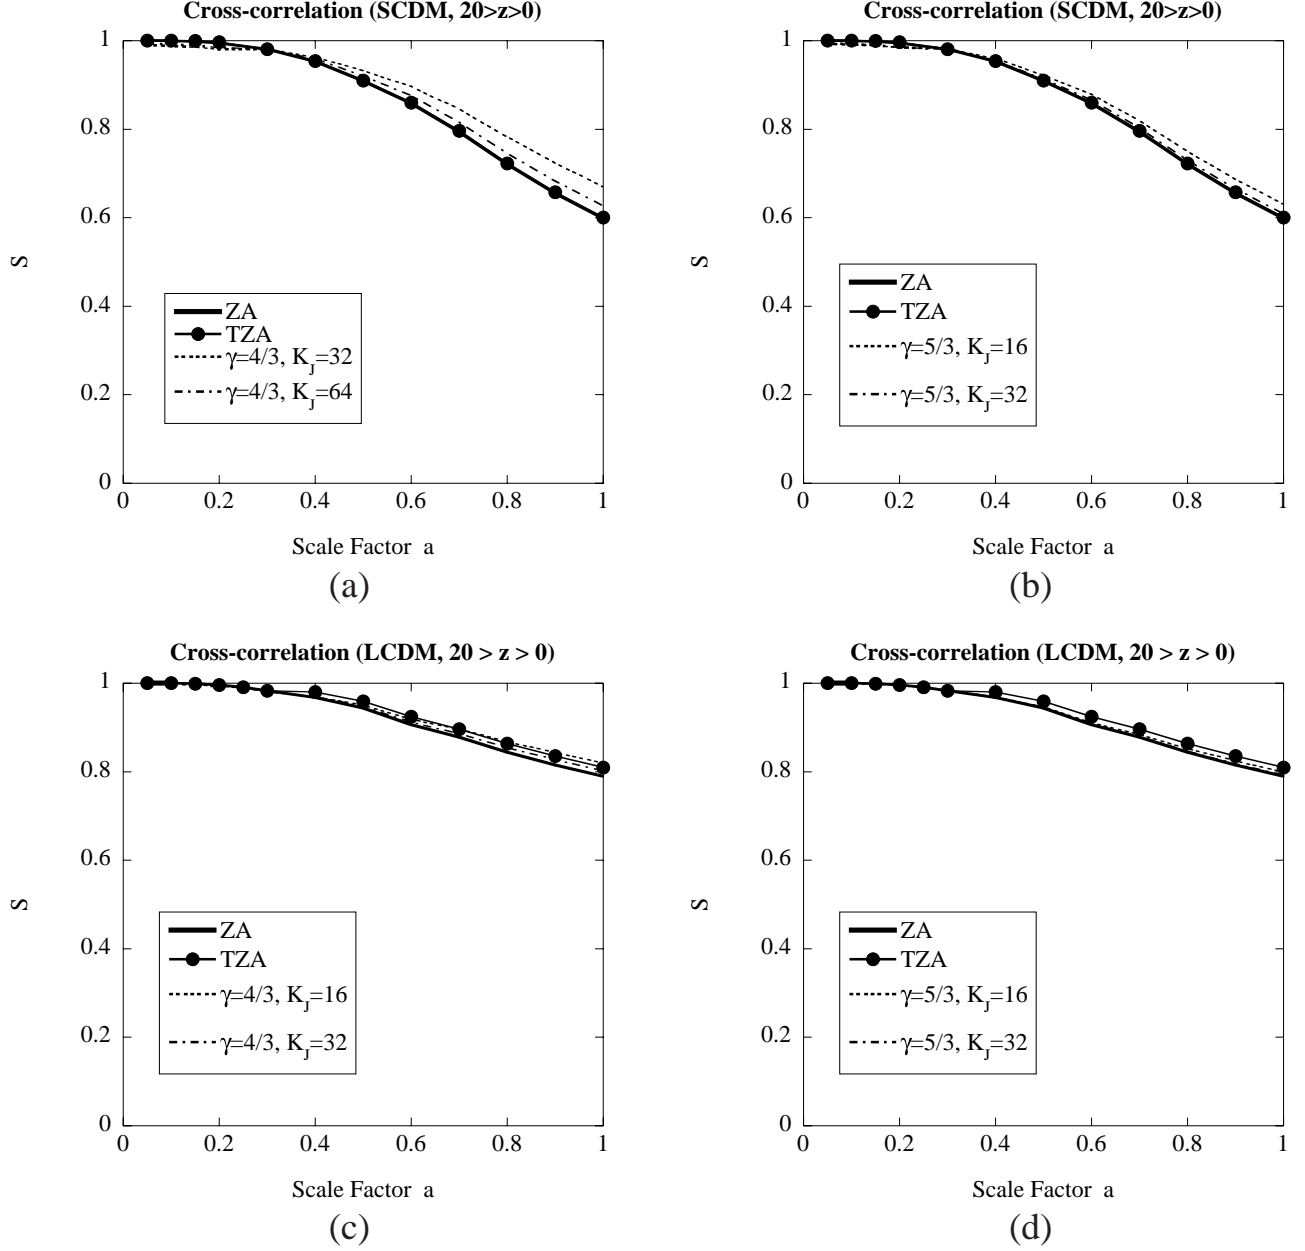 Cross-correlation (SCDM, 20>z>0)
1
0.8
0.6
0.4
0.2
0
S
ZA
TZA
γ=4/3, K_J=32
γ=4/3, K_J=64
0 0.2 0.4 0.6 0.8 1
Scale Factor a
(a)
Cross-correlation (SCDM, 20>z>0)
1
0.8
0.6
0.4
0.2
0
S
ZA
TZA
γ=5/3, K_J=16
γ=5/3, K_J=32
0 0.2 0.4 0.6 0.8 1
Scale Factor a
(b)
Cross-correlation (LCDM, 20 > z > 0)
1
0.8
0.6
0.4
0.2
0
S
ZA
TZA
γ=4/3, K_J=16
γ=4/3, K_J=32
0 0.2 0.4 0.6 0.8 1
Scale Factor a
(c)
Cross-correlation (LCDM, 20 > z > 0)
1
0.8
0.6
0.4
0.2
0
S
ZA
TZA
γ=5/3, K_J=16
γ=5/3, K_J=32
0 0.2 0.4 0.6 0.8 1
Scale Factor a
(d)